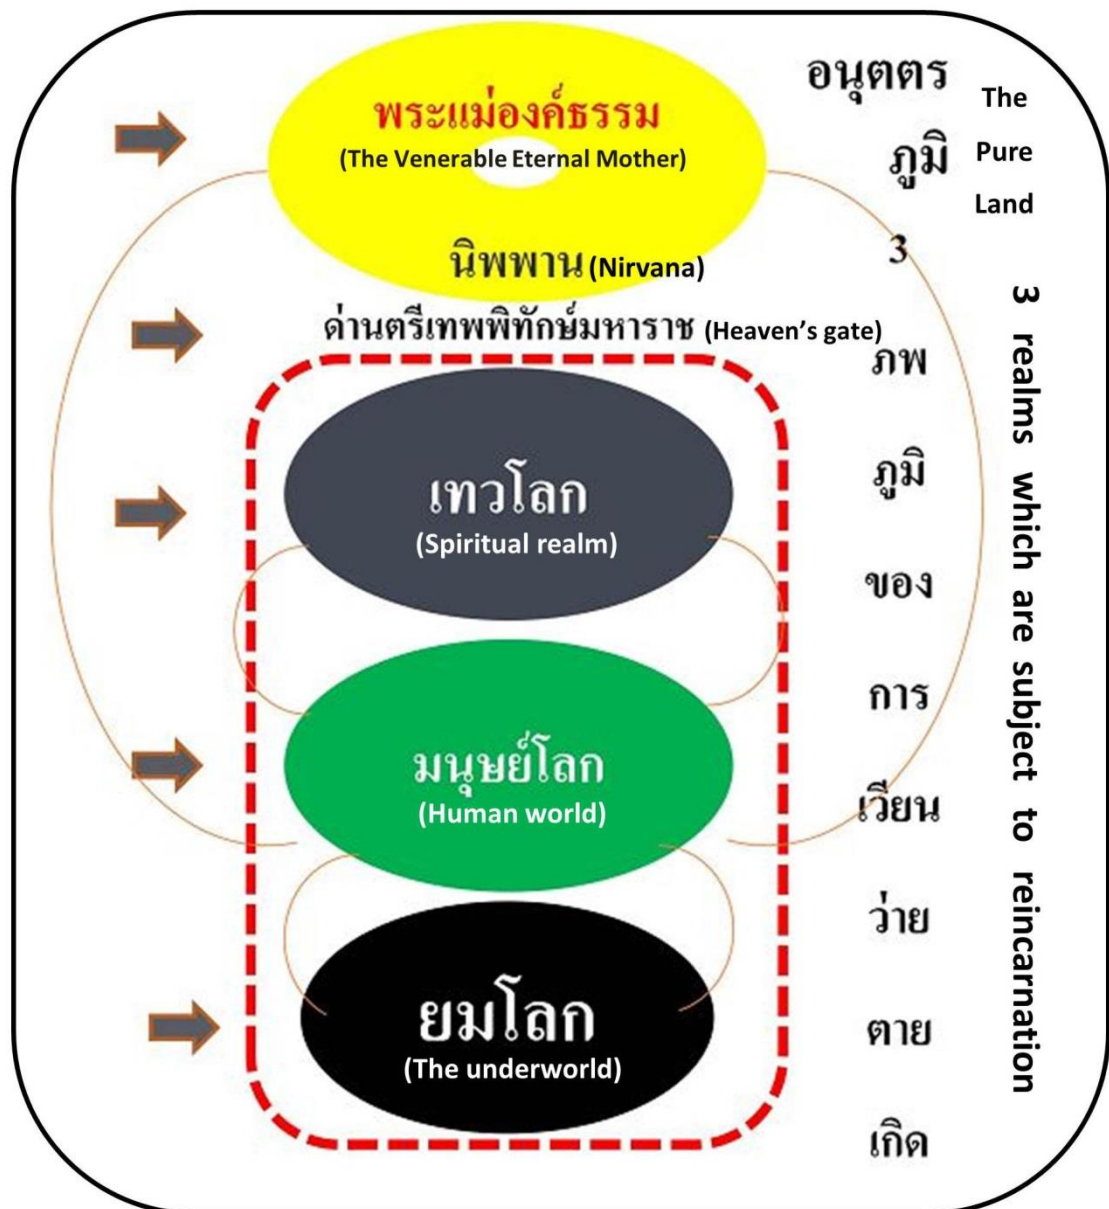 พระแม่องค์ธรรม
(The Venerable Eternal Mother)
นิพพาน (Nirvana)
ด่านตรีเทพพิทักษ์มหาราช (Heaven's gate)
เทวโลก
(Spiritual realm)
มนุษย์โลก
(Human world)
ยมโลก
(The underworld)
อนุตตร
ภูมิ
3
ภพ
ภูมิ
ของ
การ
เวียน
ว่าย
ตาย
เกิด
The
Pure
Land
3 realms which are subject to reincarnation